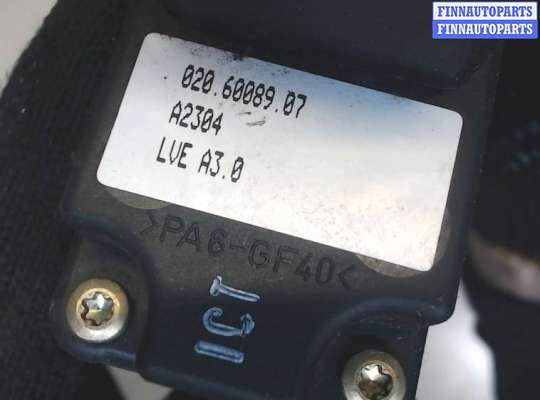 FINNAUTOPARTS
FINNAUTOPARTS
020.60089.07
A2304
LVE A3.0
>PA6-GF40<